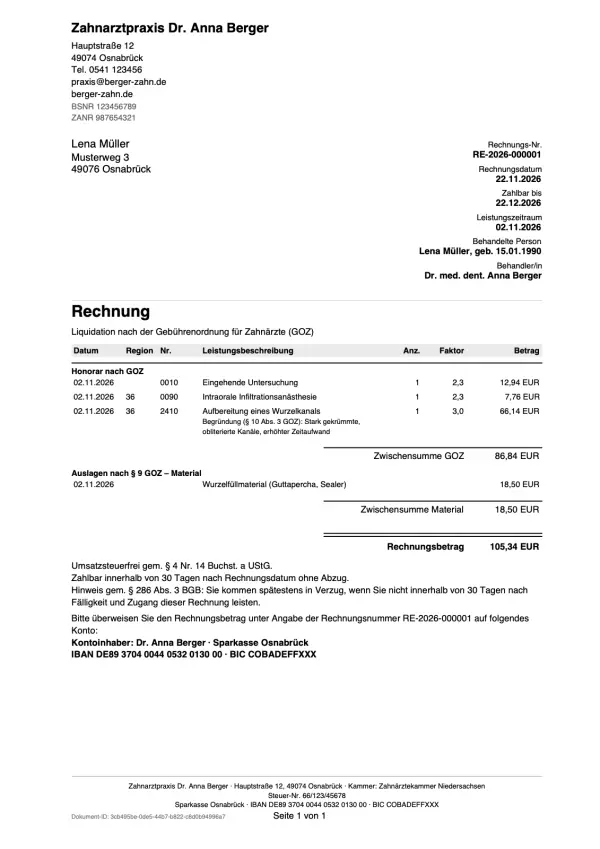 Zahnarztpraxis Dr. Anna Berger
Hauptstraße 12
49074 Osnabrück
Tel. 0541 123456
praxis@berger-zahn.de
berger-zahn.de
BSNR 123456789
ZANR 987654321
Lena Müller
Musterweg 3
49076 Osnabrück
Rechnungs-Nr.
RE-2026-000001
Rechnungsdatum
22.11.2026
Zahlbar bis
22.12.2026
Leistungszeitraum
02.11.2026
Behandelte Person
Lena Müller, geb. 15.01.1990
Behandler/in
Dr. med. dent. Anna Berger
Rechnung
Liquidation nach der Gebührenordnung für Zahnärzte (GOZ)
Datum Region Nr. Leistungsbeschreibung Anz. Faktor Betrag
Honorar nach GOZ
02.11.2026 0010 Eingehende Untersuchung 1 2,3 12,94 EUR
02.11.2026 36 0090 Intraorale Infiltrationsanästhesie 1 2,3 7,76 EUR
02.11.2026 36 2410 Aufbereitung eines Wurzelkanals 1 3,0 66,14 EUR
Begründung (§ 10 Abs. 3 GOZ): Stark gekrümmte,
obliterierte Kanäle, erhöhter Zeitaufwand
Zwischensumme GOZ 86,84 EUR
Auslagen nach § 9 GOZ – Material
02.11.2026 Wurzelfüllmaterial (Guttapercha, Sealer) 18,50 EUR
Zwischensumme Material 18,50 EUR
Rechnungsbetrag 105,34 EUR
Umsatzsteuerfrei gem. § 4 Nr. 14 Buchst. a UStG.
Zahlbar innerhalb von 30 Tagen nach Rechnungsdatum ohne Abzug.
Hinweis gem. § 286 Abs. 3 BGB: Sie kommen spätestens in Verzug, wenn Sie nicht innerhalb von 30 Tagen nach
Fälligkeit und Zugang dieser Rechnung leisten.
Bitte überweisen Sie den Rechnungsbetrag unter Angabe der Rechnungsnummer RE-2026-000001 auf folgendes
Konto:
Kontoinhaber: Dr. Anna Berger · Sparkasse Osnabrück
IBAN DE89 3704 0044 0532 0130 00 · BIC COBADEFFXXX
Zahnarztpraxis Dr. Anna Berger · Hauptstraße 12, 49074 Osnabrück · Kammer: Zahnärztekammer Niedersachsen
Steuer-Nr. 66/123/45678
Sparkasse Osnabrück · IBAN DE89 3704 0044 0532 0130 00 · BIC COBADEFFXXX
Dokument-ID: 3cb495be-0de5-44b7-b822-c8d0b94996a7 Seite 1 von 1